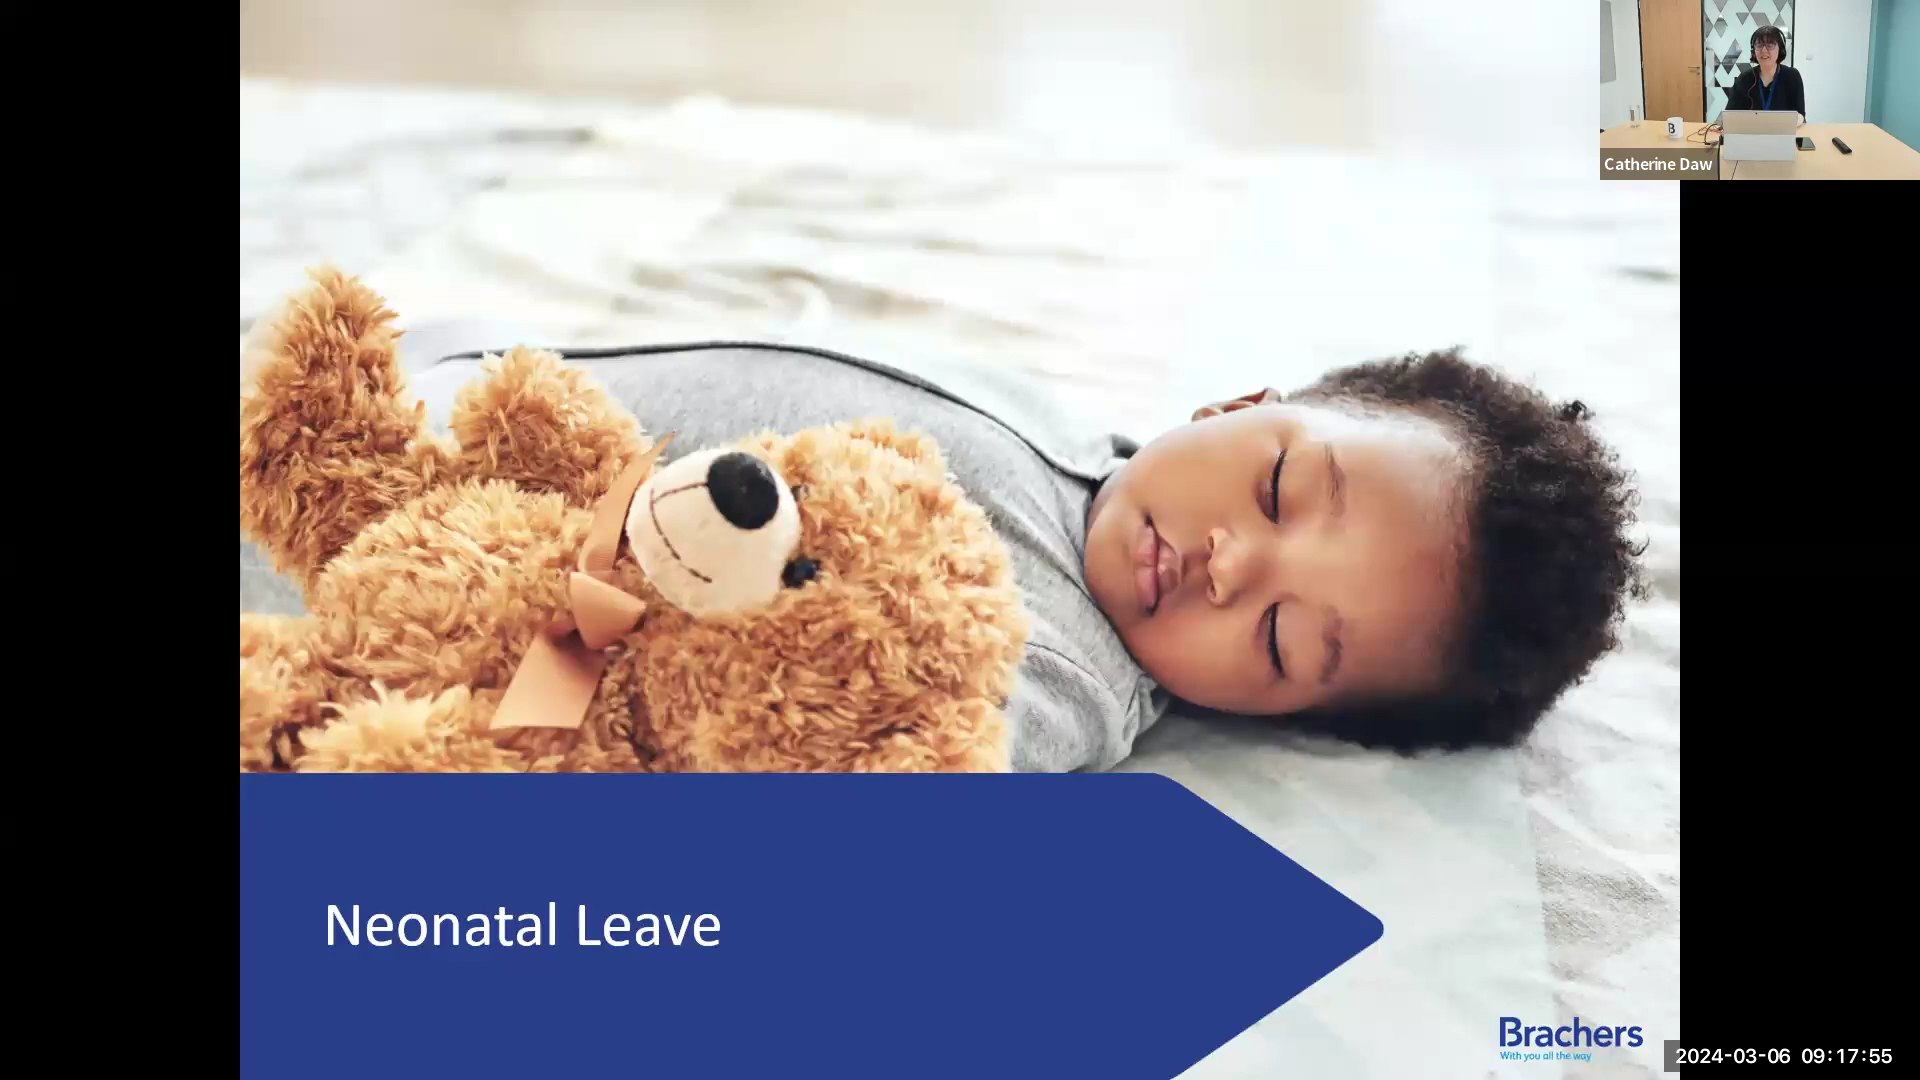 Catherine Daw
B
Neonatal Leave
Brachers
With you all the way
2024-03-06 09:17:55